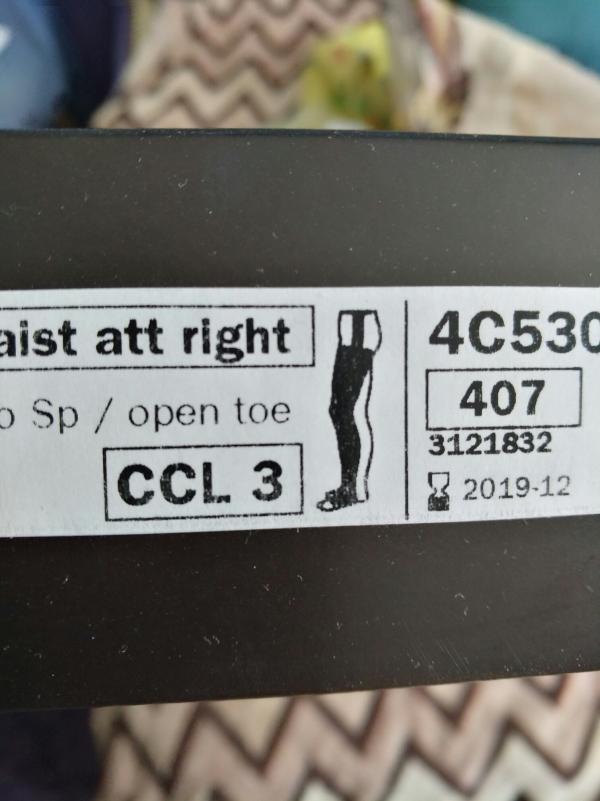 aist att right
o Sp / open toe
CCL 3
4C530
407
3121832
2019-12